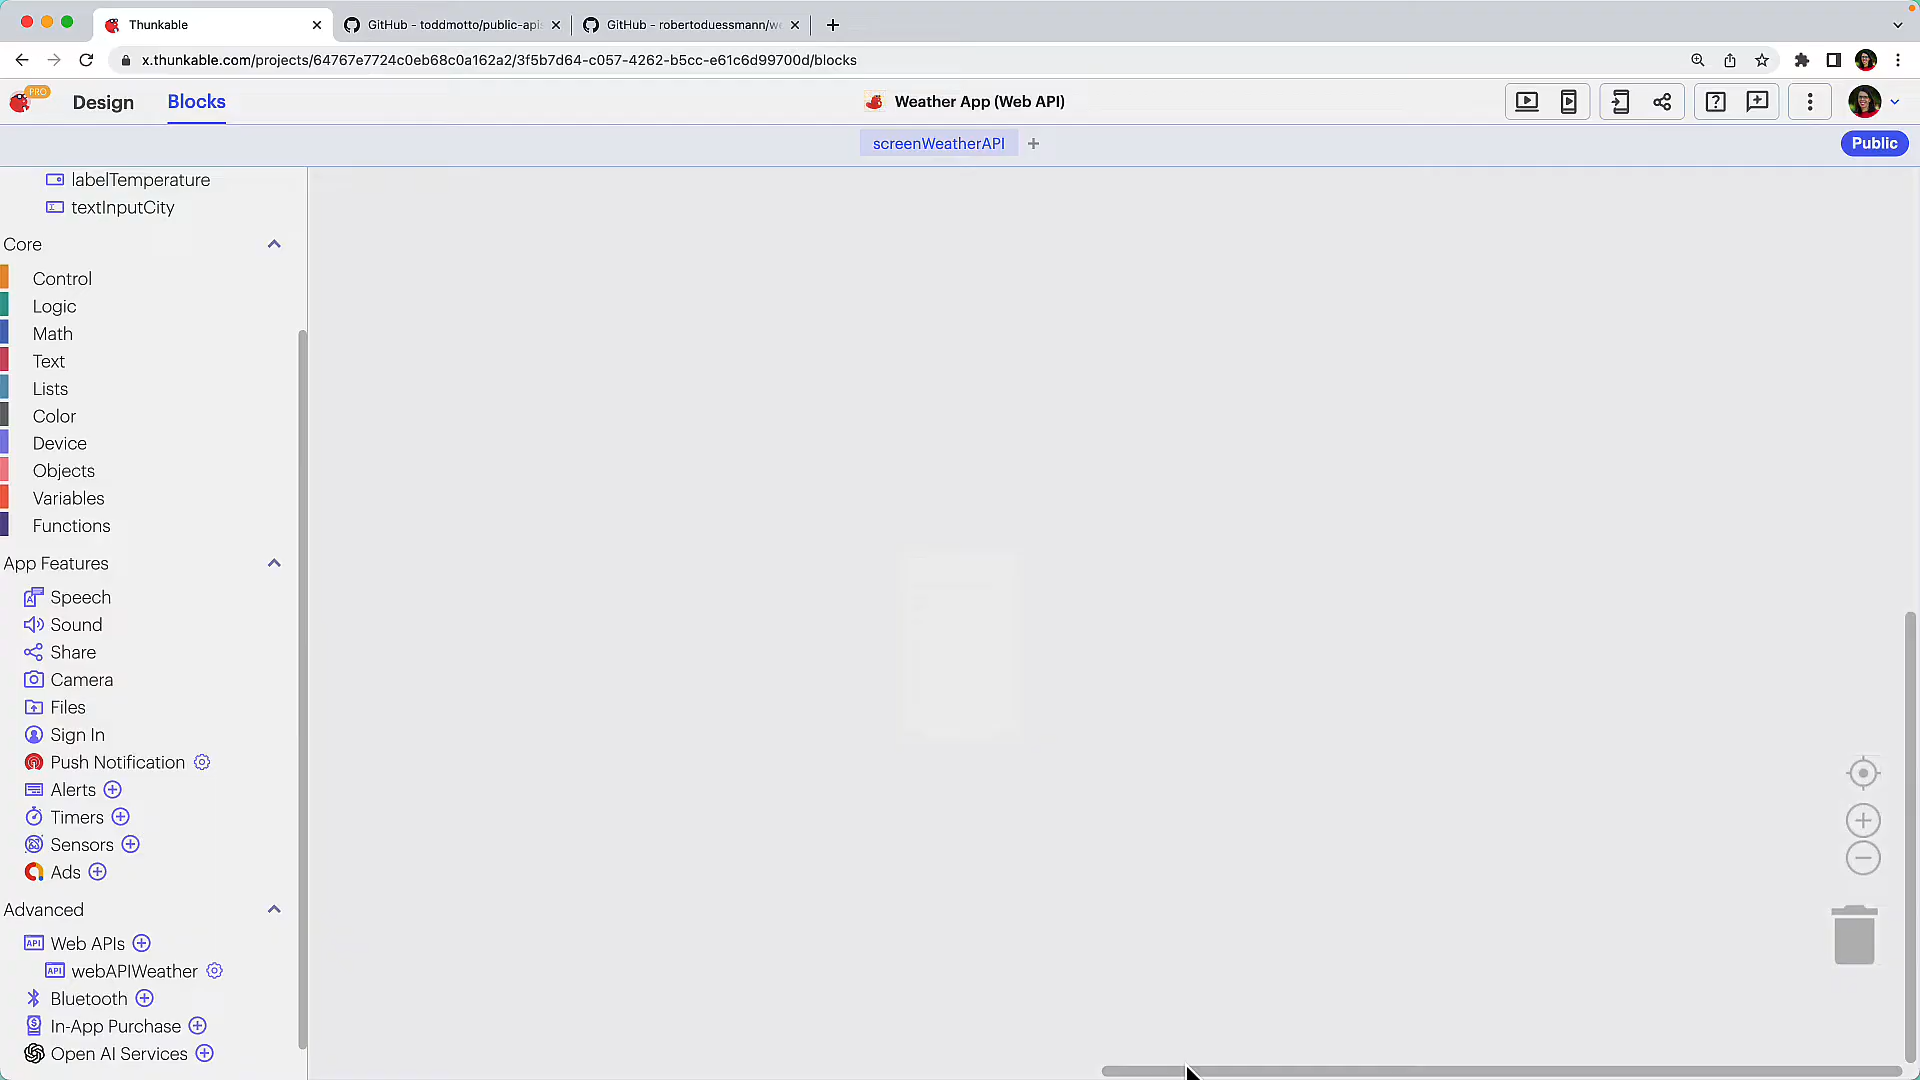 Thunkable
GitHub - toddmotto/public-apis
GitHub - robertoduessmann/we
x.thunkable.com/projects/64767e7724c0eb68c0a162a2/3f5b7d64-c057-4262-b5cc-e61c6d99700d/blocks
PRO
Design
Blocks
Weather App (Web API)
screenWeatherAPI
Public
labelTemperature
textInputCity
Core
Control
Logic
Math
Text
Lists
Color
Device
Objects
Variables
Functions
App Features
Speech
Sound
Share
Camera
Files
Sign In
Push Notification
Alerts
Timers
Sensors
Ads
Advanced
API Web APIs
API webAPIWeather
Bluetooth
In-App Purchase
Open AI Services